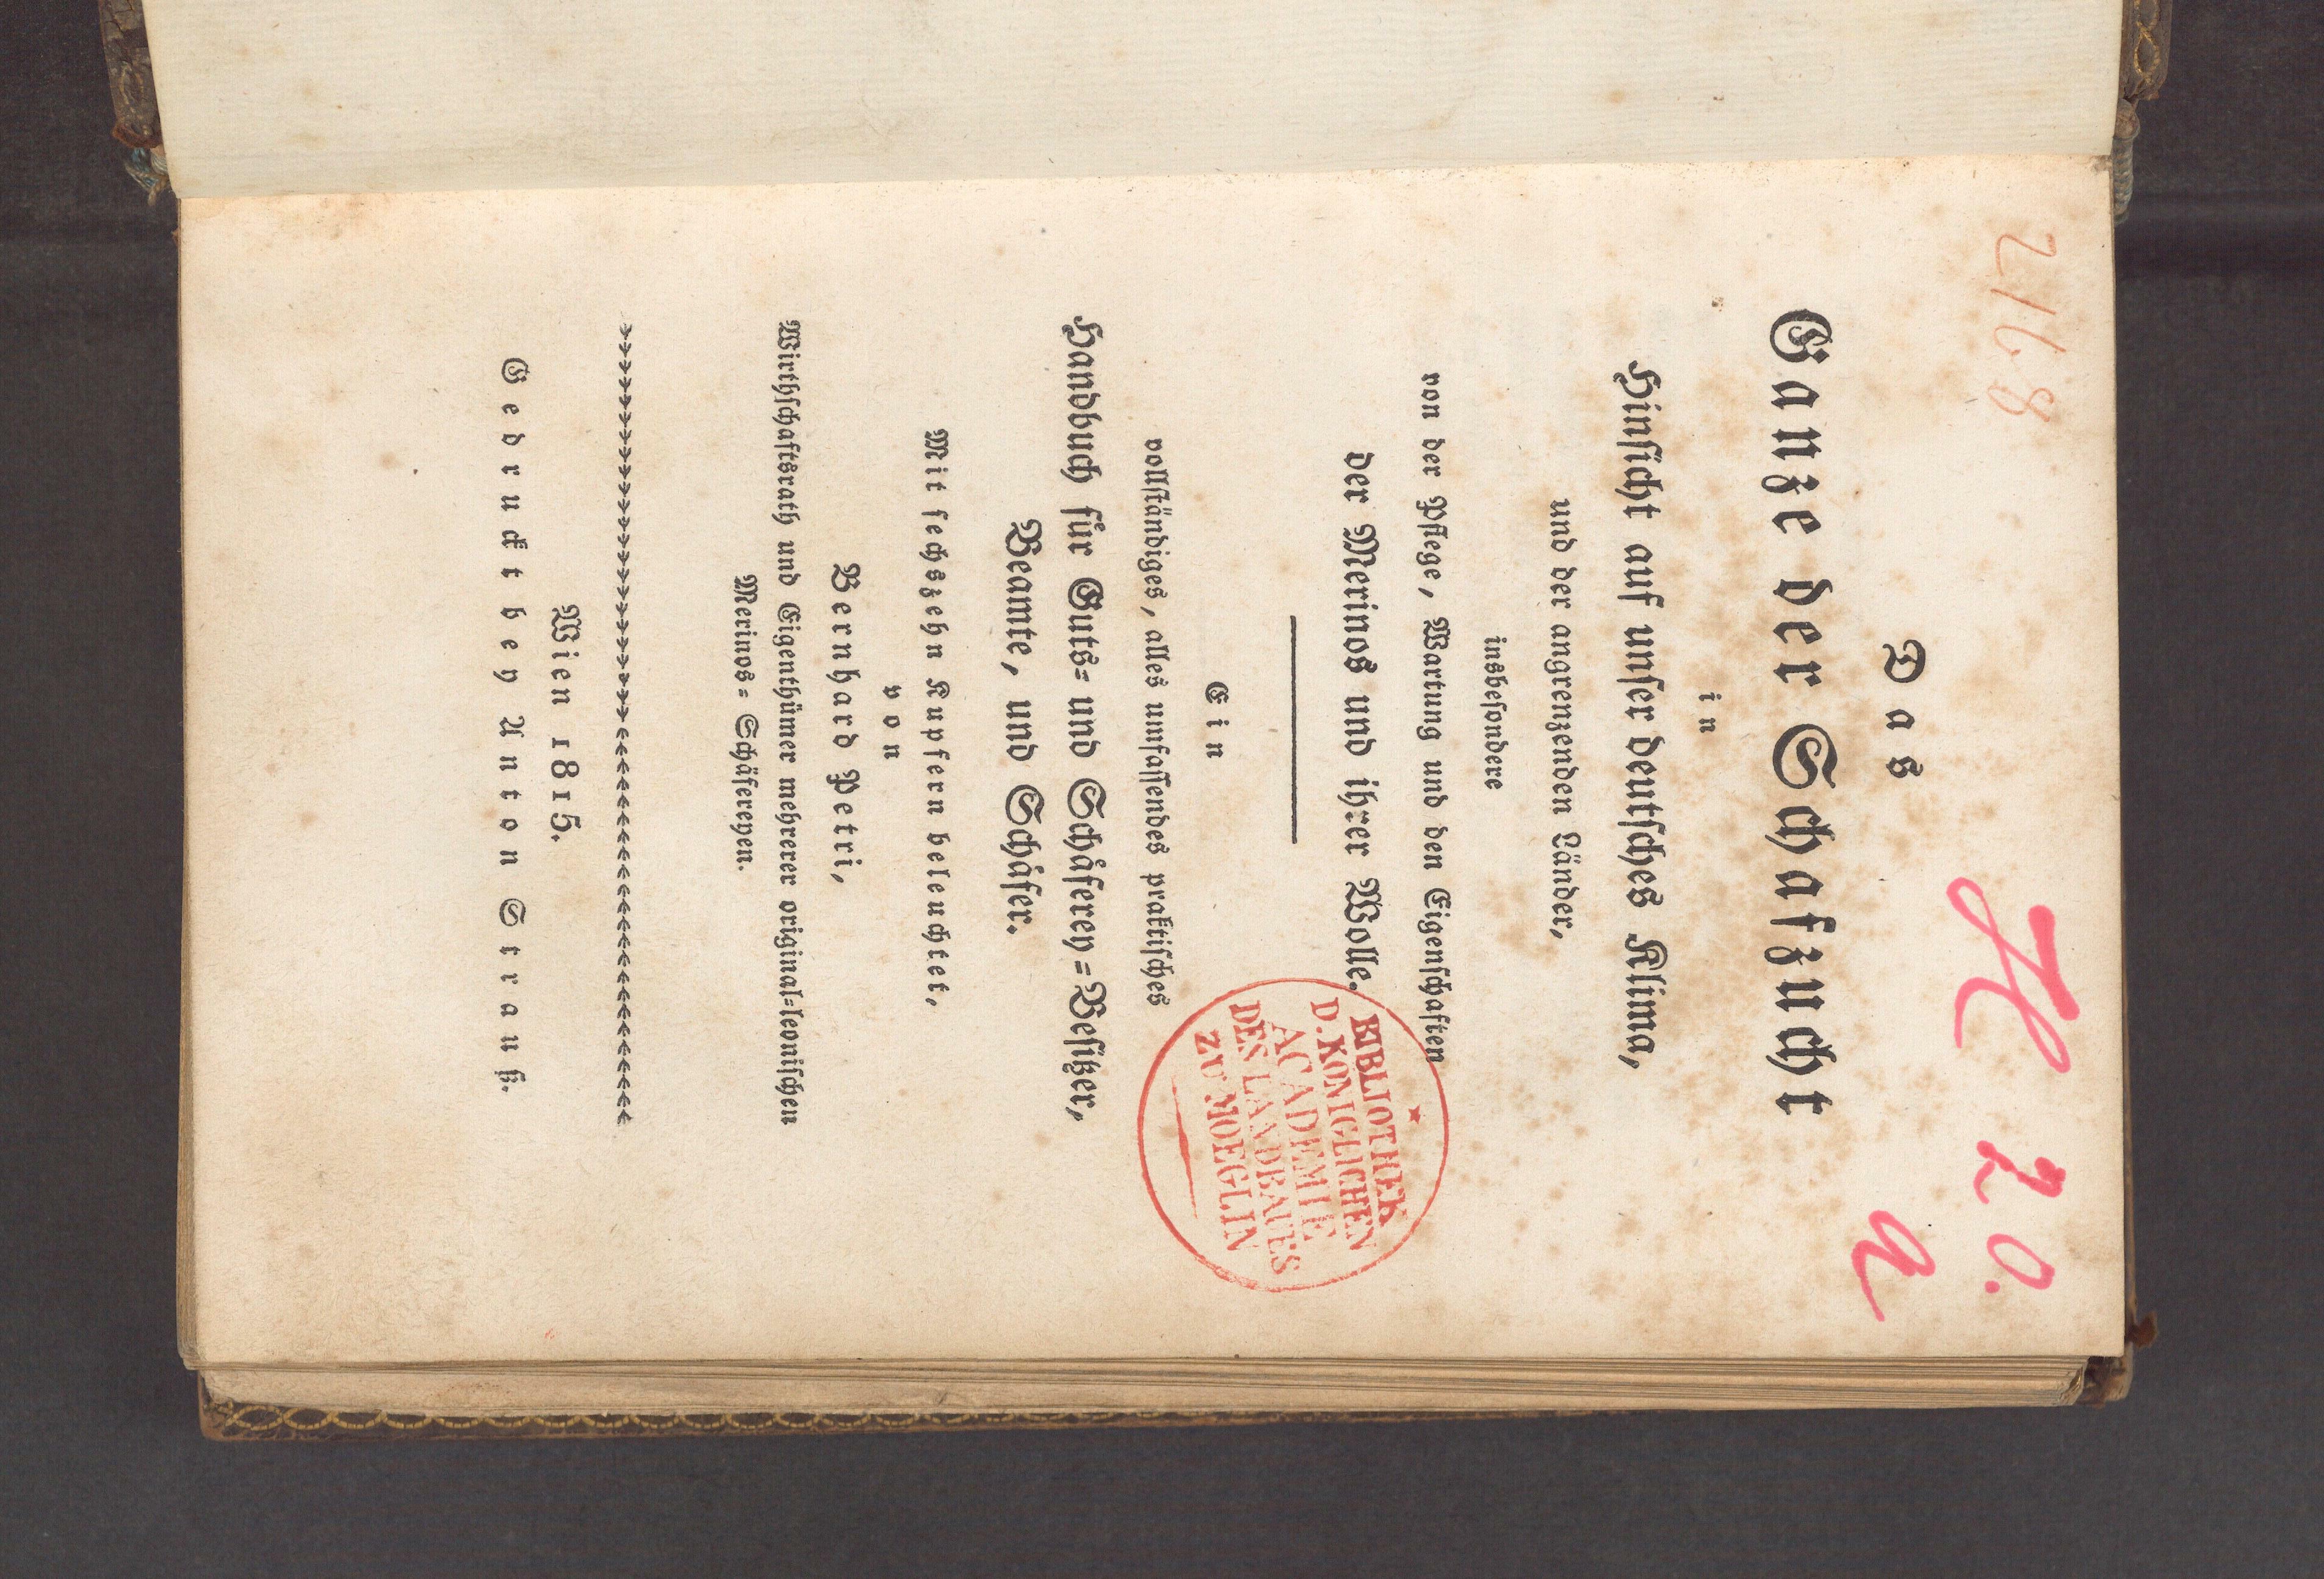 2168
H 20.
a
Das
Ganze der Schafzucht
in
Hinsicht auf unser deutsches Klima,
und der angrenzenden Länder,
insbesondere
von der Pflege, Wartung und den Eigenschaften
der Merinos und ihrer Wolle.
Ein
vollständiges, alles umfassendes praktisches
Handbuch für Guts= und Schäferey=Besitzer,
Beamte, und Schäfer.
Mit sechszehn Kupfern beleuchtet,
von
Bernhard Petri,
Wirthschaftsrath und Eigenthümer mehrerer original=leonischen
Merinos= Schäfereyen.
Wien 1815.
Gedruckt bey Anton Strauß.
BIBLIOTHEK
D. KÖNIGLICHEN
ACADEMIE
DES LANDBAUES
ZU MOEGLIN